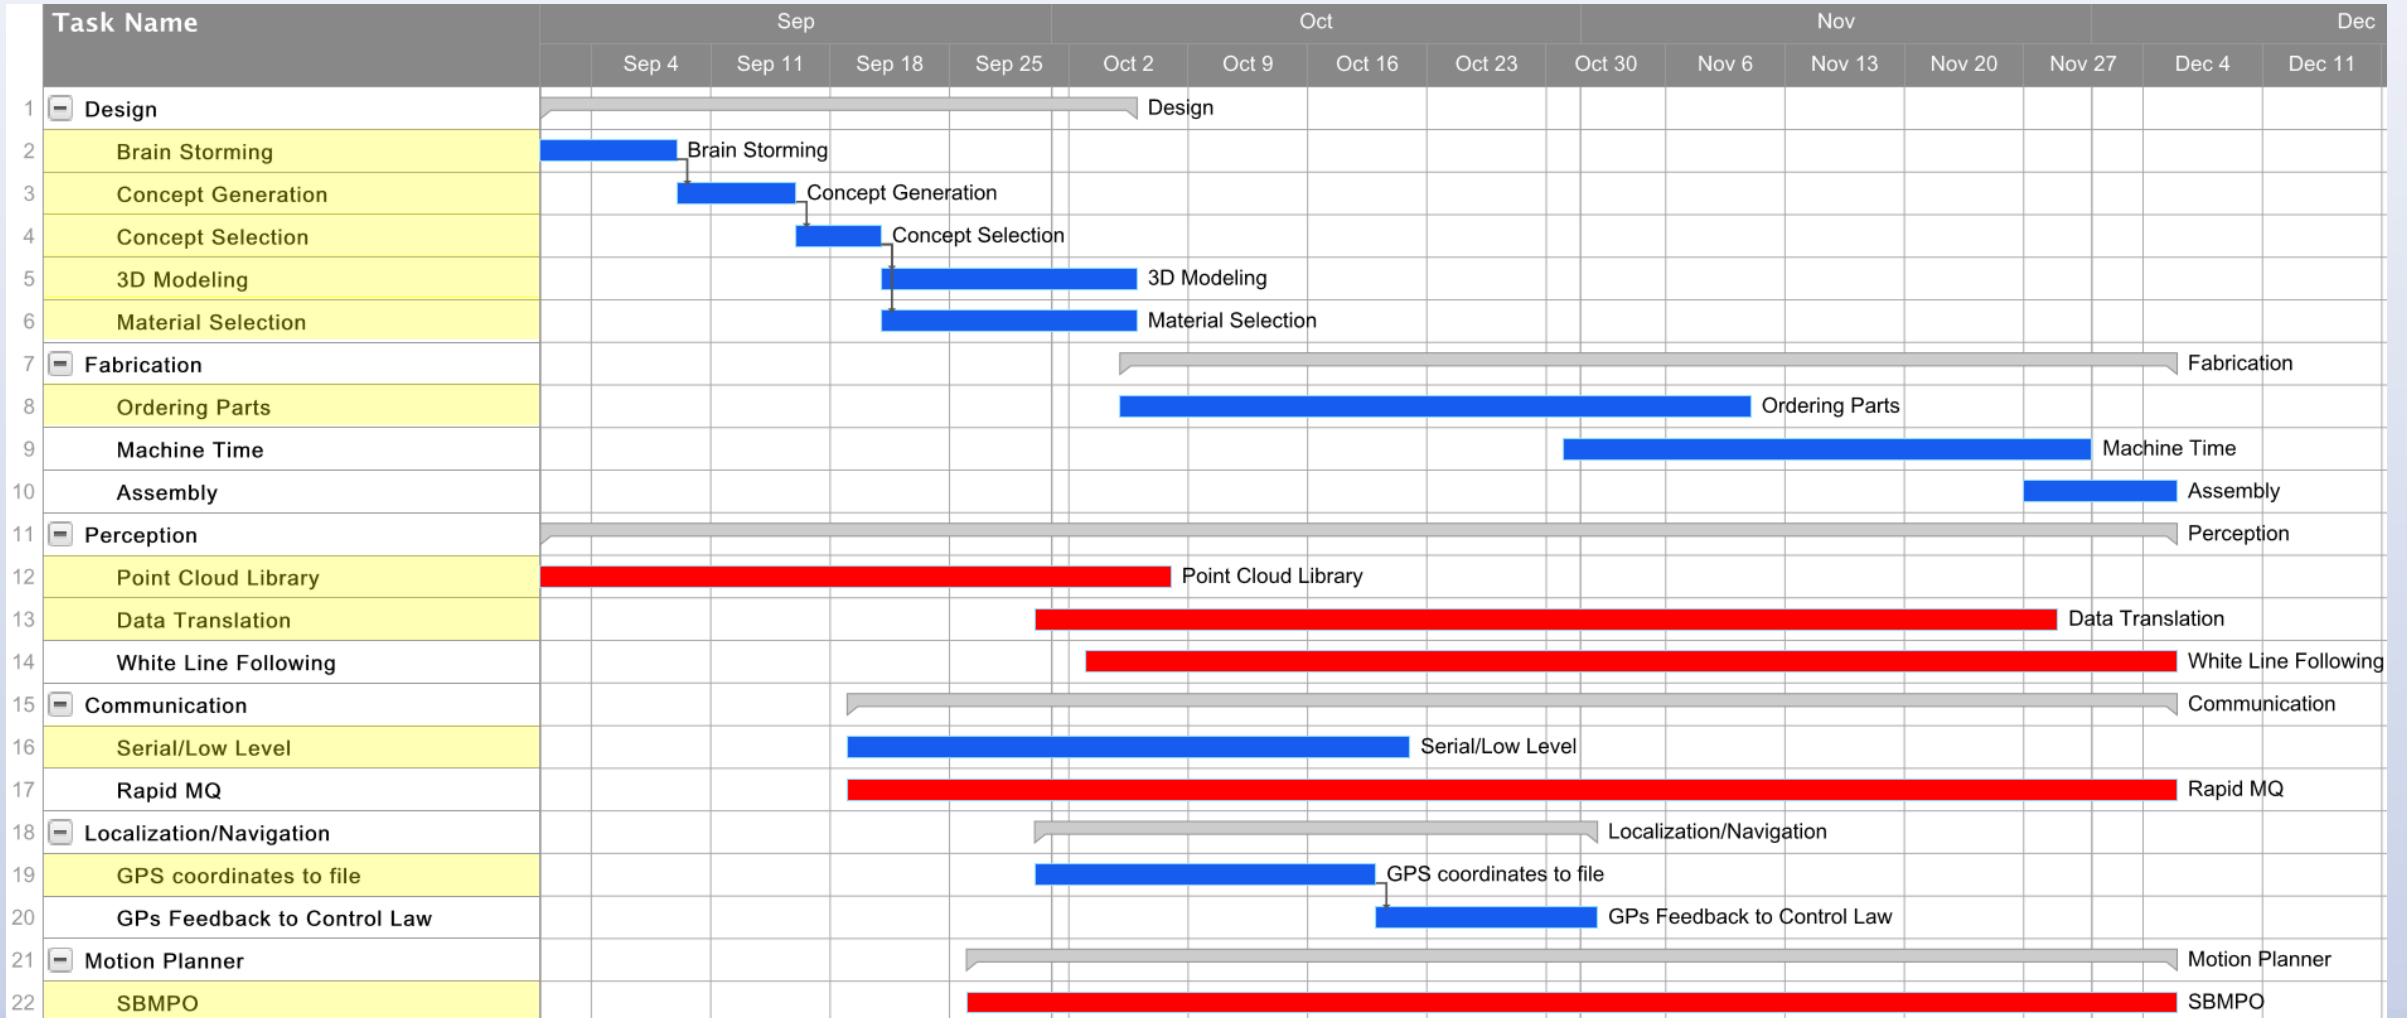 Task Name
Sep Oct Nov Dec
Sep 4 Sep 11 Sep 18 Sep 25 Oct 2 Oct 9 Oct 16 Oct 23 Oct 30 Nov 6 Nov 13 Nov 20 Nov 27 Dec 4 Dec 11
1 Design Design
2 Brain Storming Brain Storming
3 Concept Generation Concept Generation
4 Concept Selection Concept Selection
5 3D Modeling 3D Modeling
6 Material Selection Material Selection
7 Fabrication Fabrication
8 Ordering Parts Ordering Parts
9 Machine Time Machine Time
10 Assembly Assembly
11 Perception Perception
12 Point Cloud Library Point Cloud Library
13 Data Translation Data Translation
14 White Line Following White Line Following
15 Communication Communication
16 Serial/Low Level Serial/Low Level
17 Rapid MQ Rapid MQ
18 Localization/Navigation Localization/Navigation
19 GPS coordinates to file GPS coordinates to file
20 GPs Feedback to Control Law GPs Feedback to Control Law
21 Motion Planner Motion Planner
22 SBMPO SBMPO